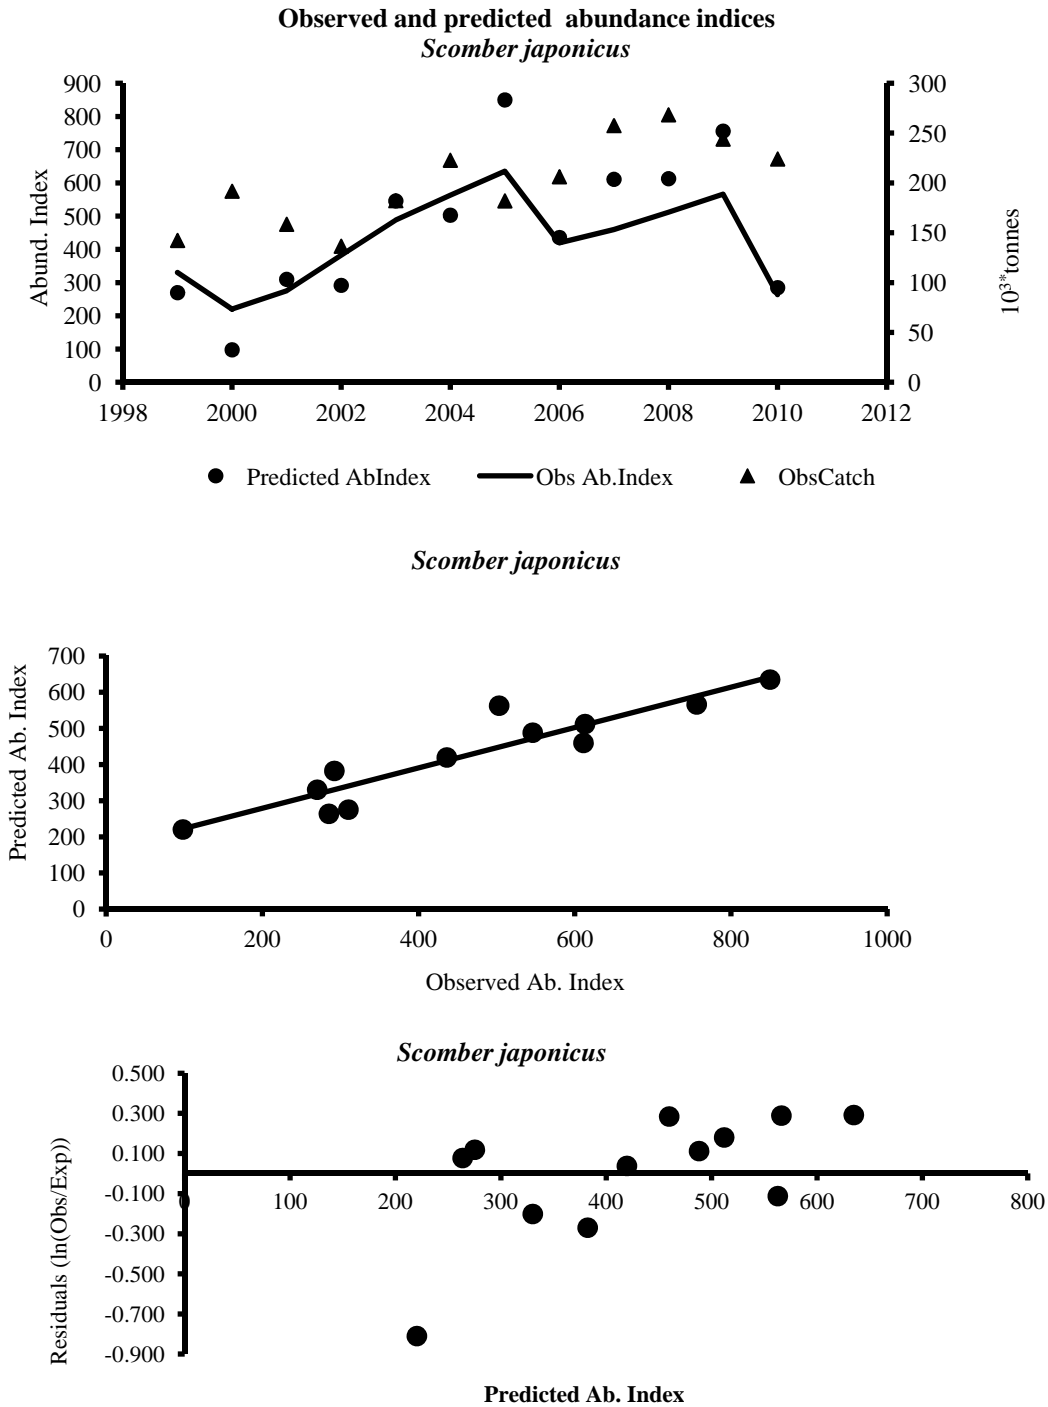 Observed and predicted abundance indices
Scomber japonicus
900
800
700
600
500
400
300
200
100
0
Abund. Index
300
250
200
150
100
50
0
10³*tonnes
1998 2000 2002 2004 2006 2008 2010 2012
Predicted AbIndex Obs Ab.Index ObsCatch
Scomber japonicus
700
600
500
400
300
200
100
0
Predicted Ab. Index
0 200 400 600 800 1000
Observed Ab. Index
Scomber japonicus
0.500
0.300
0.100
-0.100
-0.300
-0.500
-0.700
-0.900
Residuals (ln(Obs/Exp))
0 100 200 300 400 500 600 700 800
Predicted Ab. Index